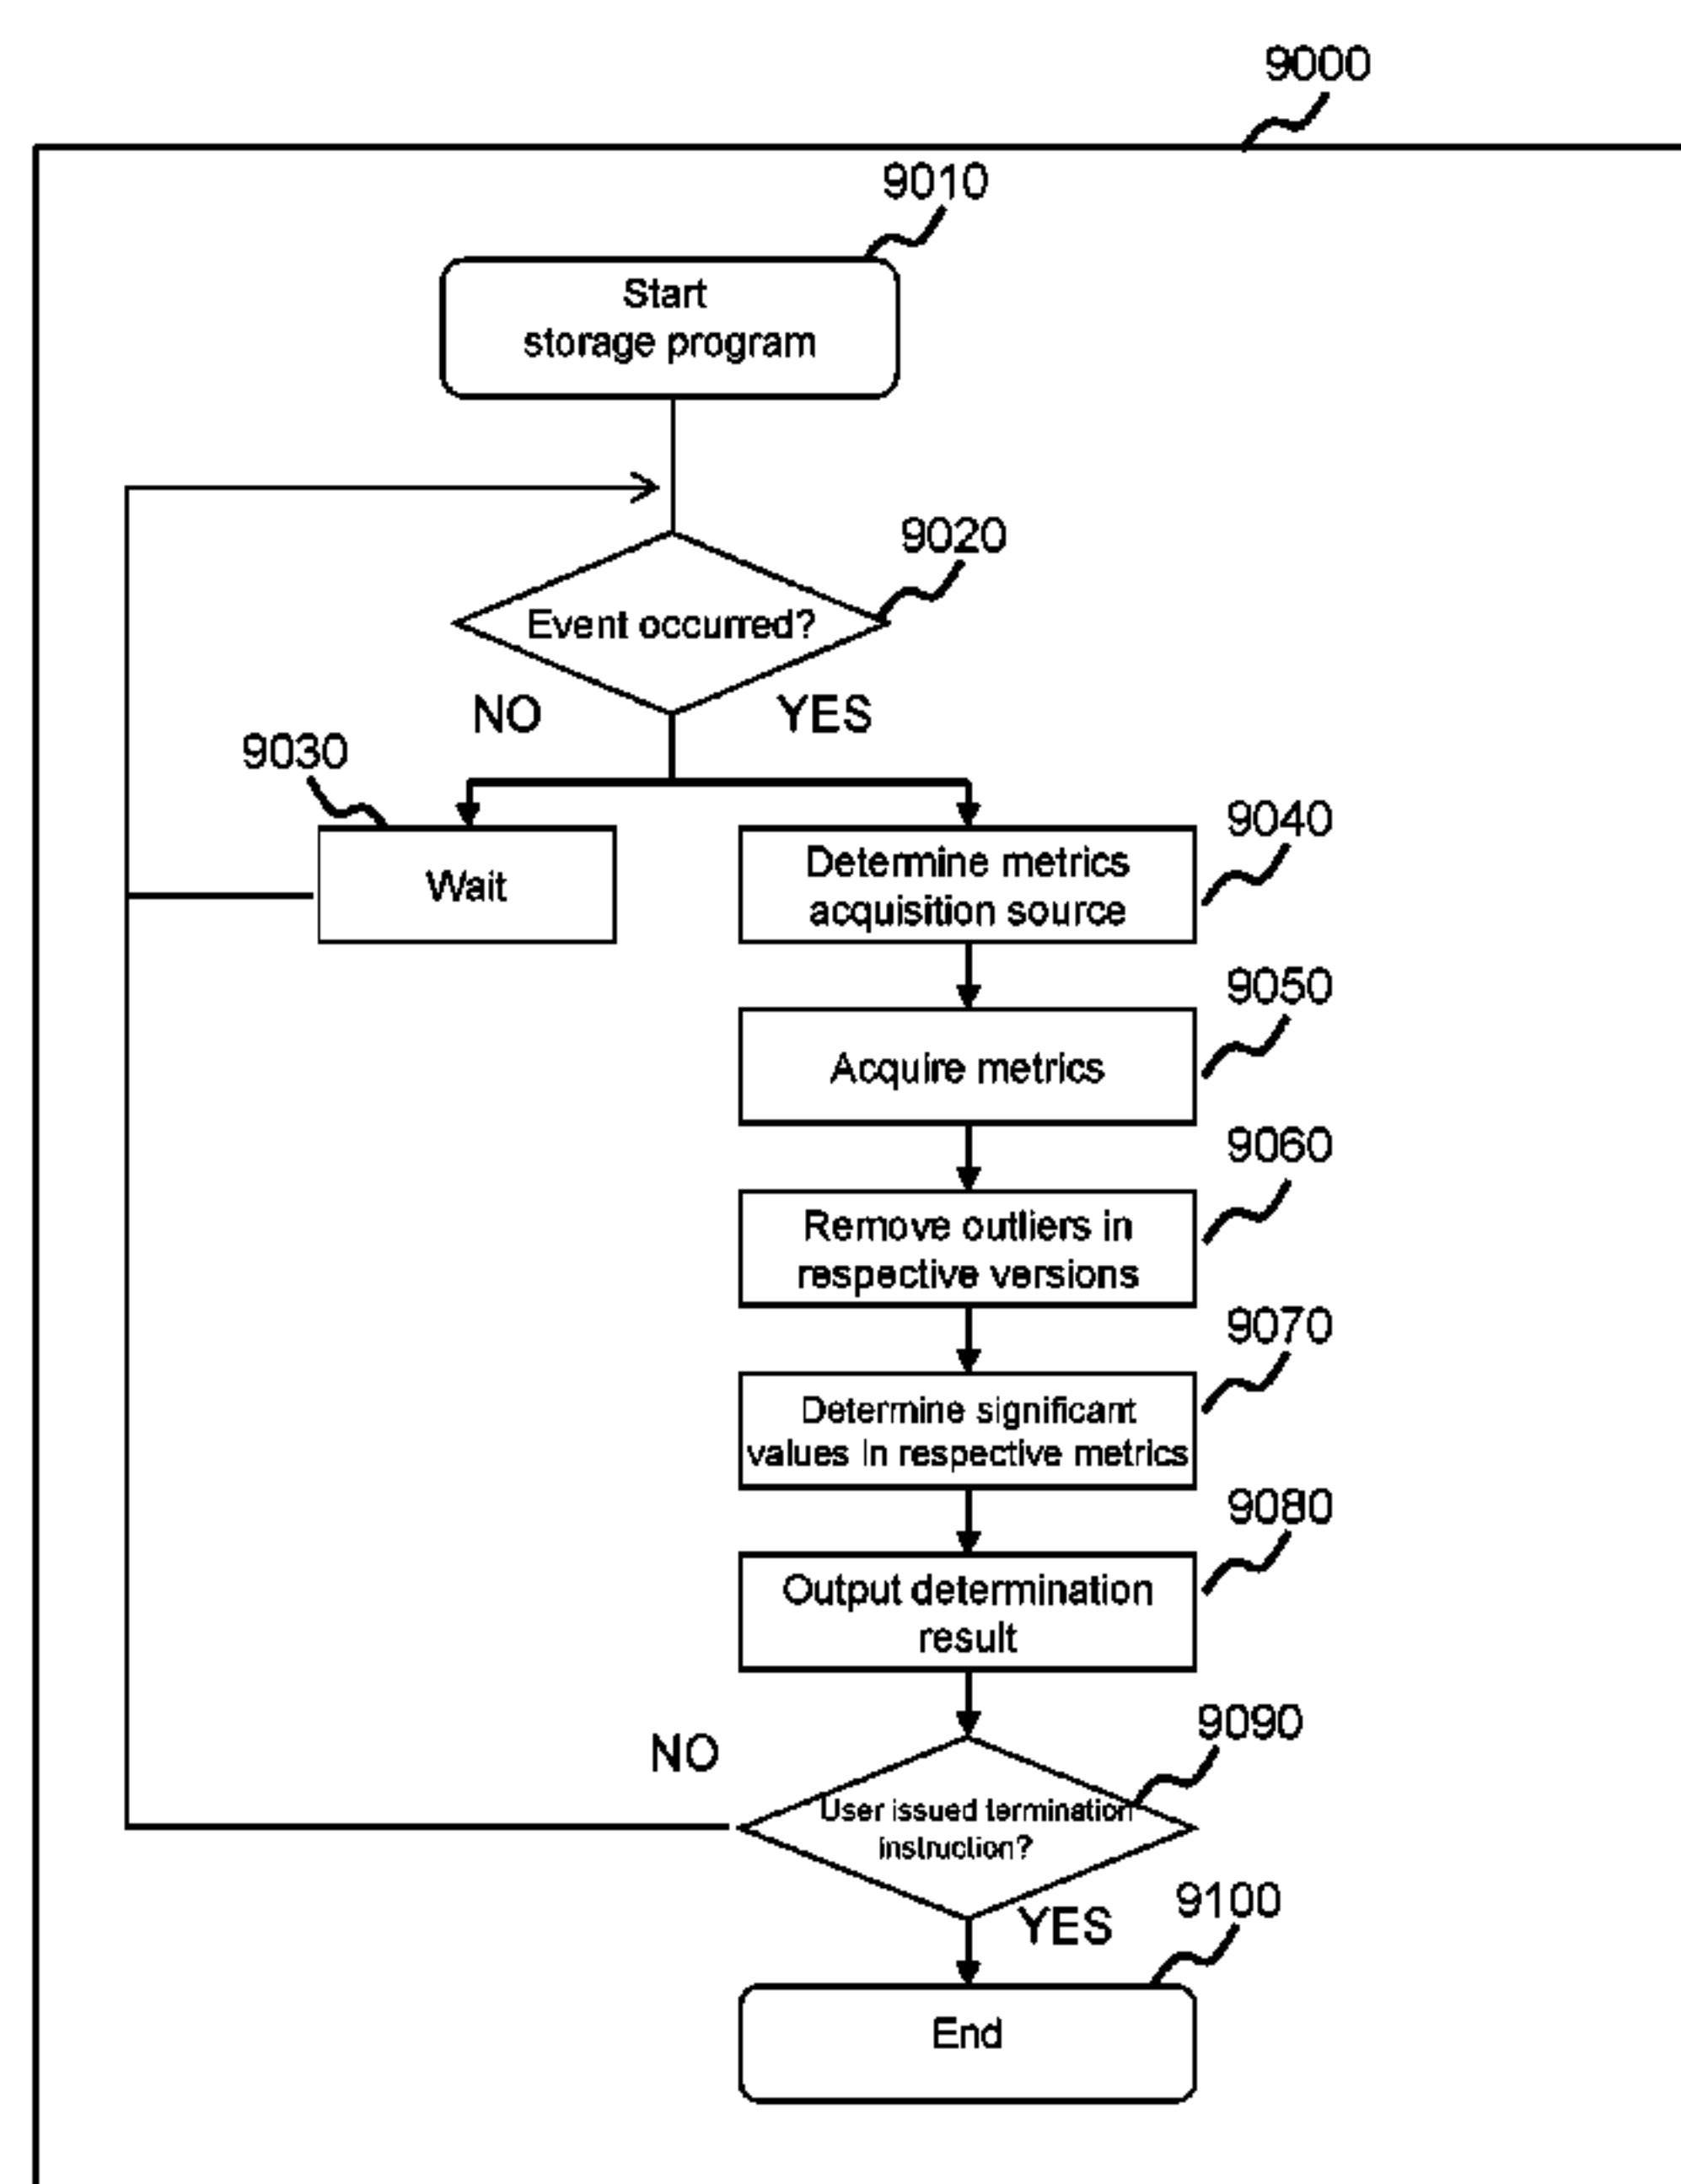 9000
9010
Start
storage program
9020
Event occurred?
NO
YES
9030
Wait
9040
Determine metrics
acquisition source
9050
Acquire metrics
9060
Remove outliers in
respective versions
9070
Determine significant
values in respective metrics
9080
Output determination
result
9090
NO
User issued termination
instruction?
YES
9100
End